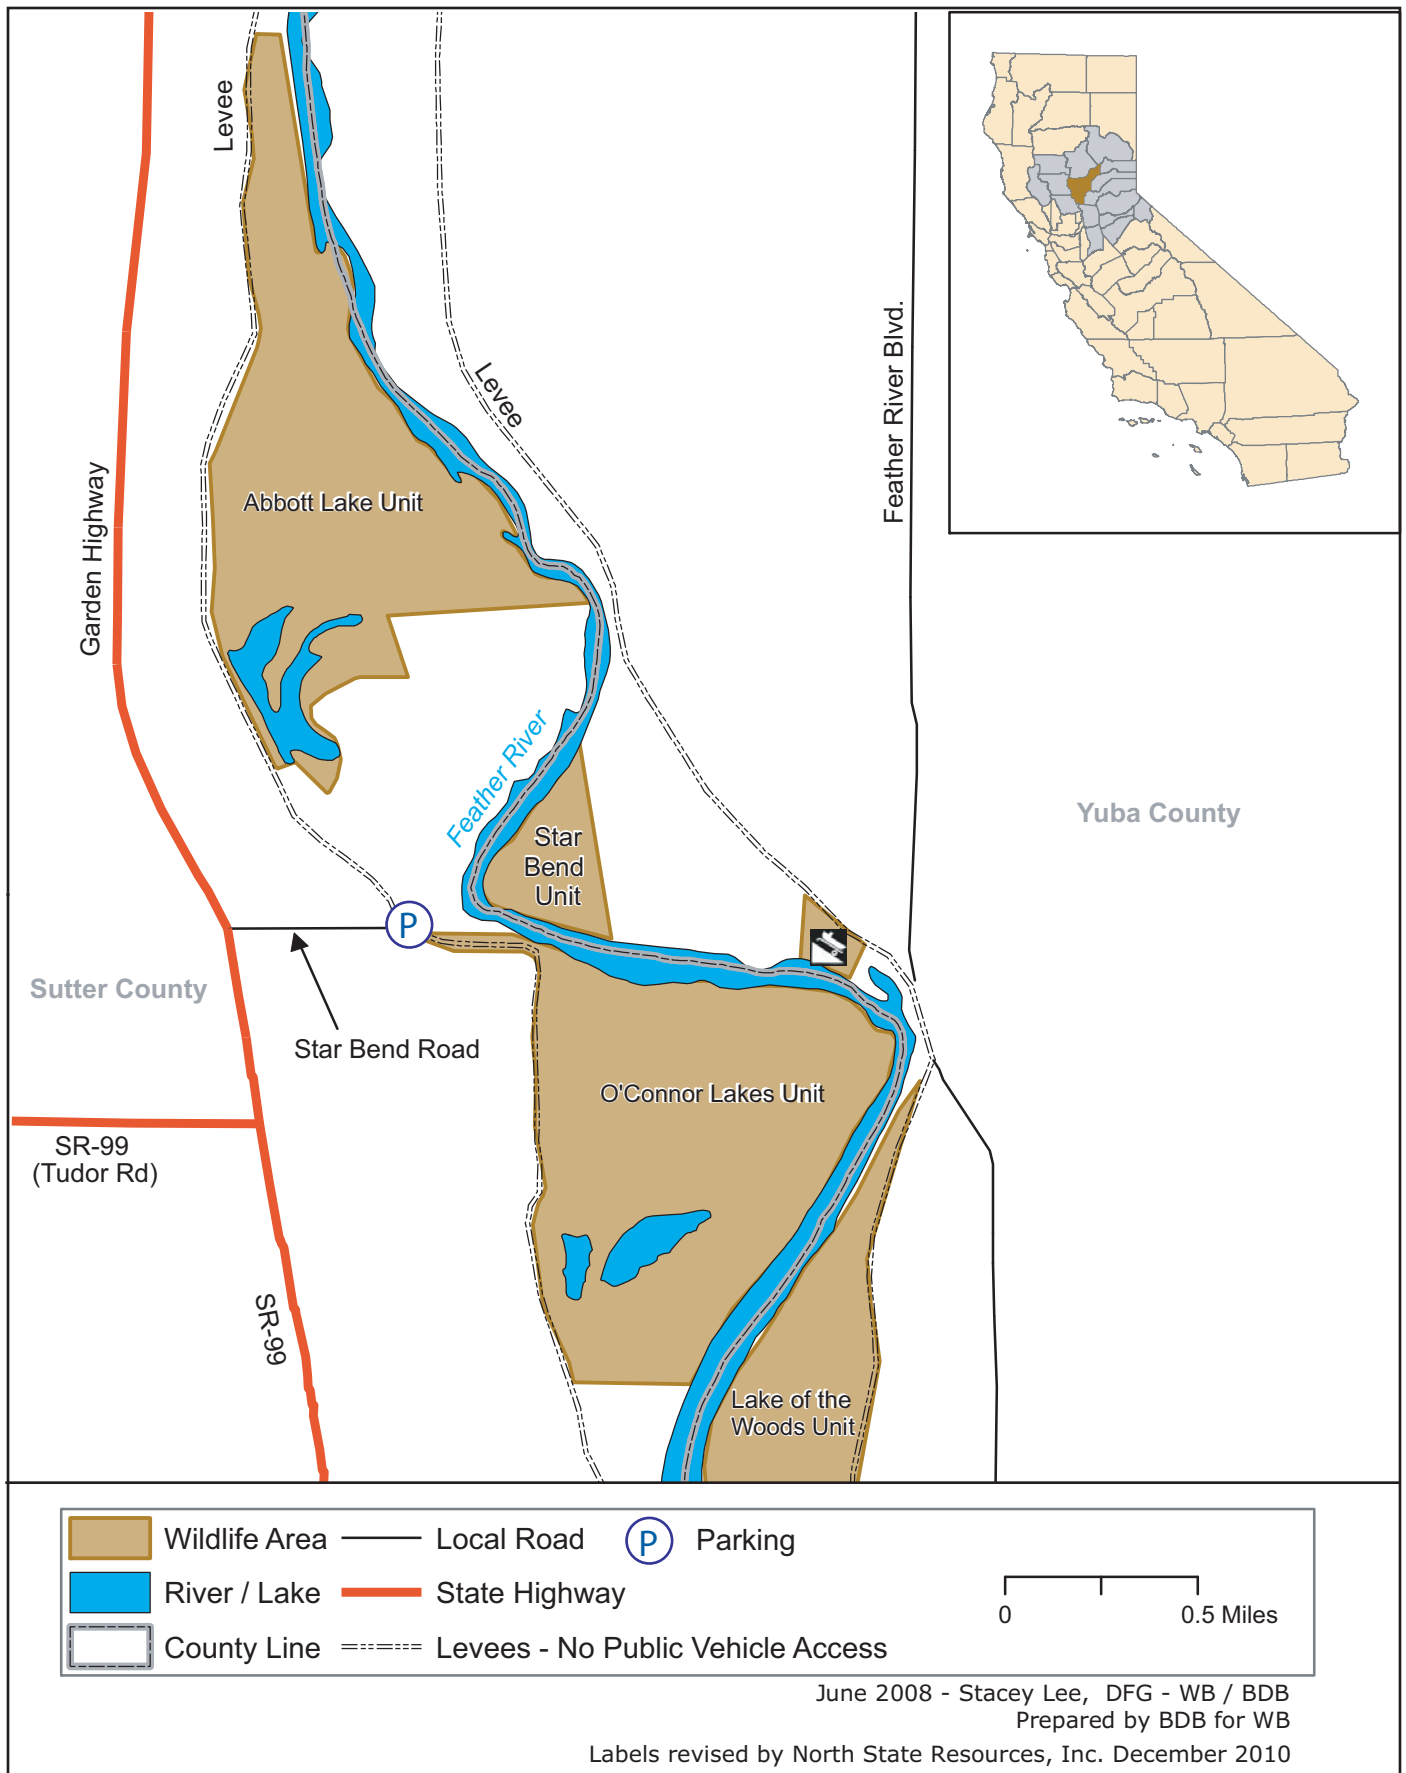 Levee
Levee
Feather River Blvd.
Garden Highway
Abbott Lake Unit
Feather River
Yuba County
Star
Bend
Unit
P
Sutter County
Star Bend Road
O'Connor Lakes Unit
SR-99
(Tudor Rd)
SR-99
Lake of the
Woods Unit
Wildlife Area
Local Road
P
Parking
River / Lake
State Highway
0
0.5 Miles
County Line
Levees - No Public Vehicle Access
June 2008 - Stacey Lee, DFG - WB / BDB
Prepared by BDB for WB
Labels revised by North State Resources, Inc. December 2010